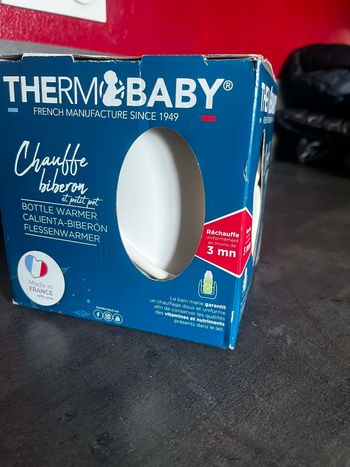 THERMOBABY®
FRENCH MANUFACTURE SINCE 1949
Chauffe
biberon
et petit pot
BOTTLE WARMER
CALIENTA-BIBERÓN
FLESSENWARMER
Réchauffe
uniformément
en moins de
3 mn
Made in
FRANCE
Le bain marie garantit
un chauffage doux et uniforme
afin de conserver les qualités
des vitamines et nutriments
présents dans le lait.
THE